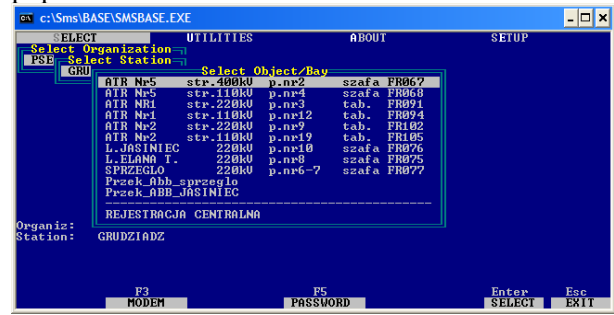 c:\Sms\BASE\SMSBASE.EXE
SELECT UTILITIES ABOUT SETUP
Select Organization
PSE Select Station
GRU Select Object/Bay
ATR Nr5 str.400kV p.nr2 szafa FR067
ATR Nr5 str.110kV p.nr4 szafa FR068
ATR NR1 str.220kV p.nr3 tab. FR091
ATR Nr1 str.110kV p.nr12 tab. FR094
ATR Nr2 str.220kV p.nr9 tab. FR102
ATR Nr2 str.110kV p.nr19 tab. FR105
L.JASINIEC 220kV p.nr10 szafa FR076
L.ELANA T. 220kV p.nr8 szafa FR075
SPRZEGLO 220kV p.nr6-7 szafa FR077
Przek_Abb_sprzeglo
Przek_ABB_JASINIEC
REJESTRACJA CENTRALNA
Organiz:
Station: GRUDZIADZ
F3 F5 Enter Esc
MODEM PASSWORD SELECT EXIT